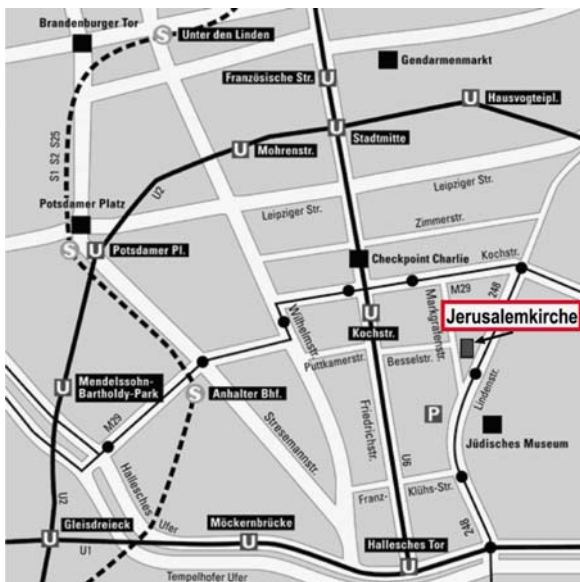 Brandenburger Tor
S
Unter den Linden
Französische Str.
U
Gendarmenmarkt
U
Hausvogteipl.
S1 S2 S25
U
Mohrenstr.
U
Stadtmitte
U2
Leipziger Str.
Potsdamer Platz
Leipziger Str.
Zimmerstr.
S
U
Potsdamer Pl.
Checkpoint Charlie
Kochstr.
M29
248
Markgrafenstr.
Jerusalemkirche
Wilhelmstr.
U
Kochstr.
Puttkamerstr.
Besselstr.
Lindenstr.
U
Mendelssohn-
Bartholdy-Park
S
Anhalter Bhf.
M29
Stresemannstr.
Friedrichstr.
P
Jüdisches Museum
Hallesches
Ufer
U6
Franz-
Klühs-Str.
U2
Gleisdreieck
U
U1
Möckernbrücke
U
248
Hallesches Tor
U
Tempelhofer Ufer